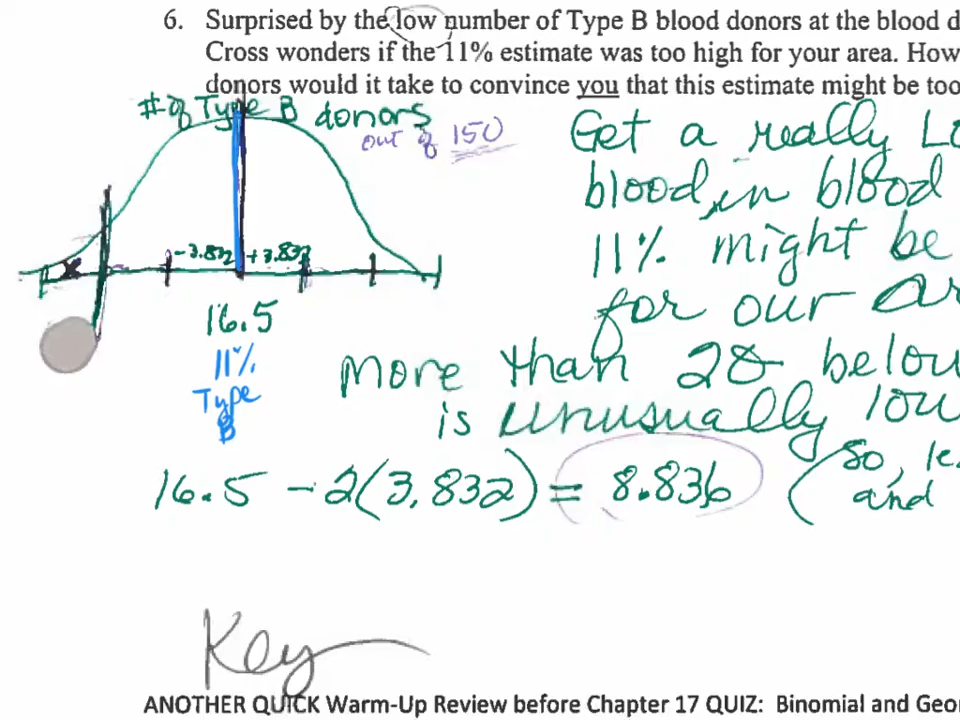 6. Surprised by the low number of Type B blood donors at the blood d
Cross wonders if the 11% estimate was too high for your area. How
donors would it take to convince you that this estimate might be too
# of Type B donors
out of 150
Get a really Lo
blood, in blood
11% might be
for our are
-3.832 +3.832
16.5
11%
Type
B
More than 2σ below
is unusually low
16.5 - 2(3.832) = 8.836
(So, le
and
Key
ANOTHER QUICK Warm-Up Review before Chapter 17 QUIZ: Binomial and Geo